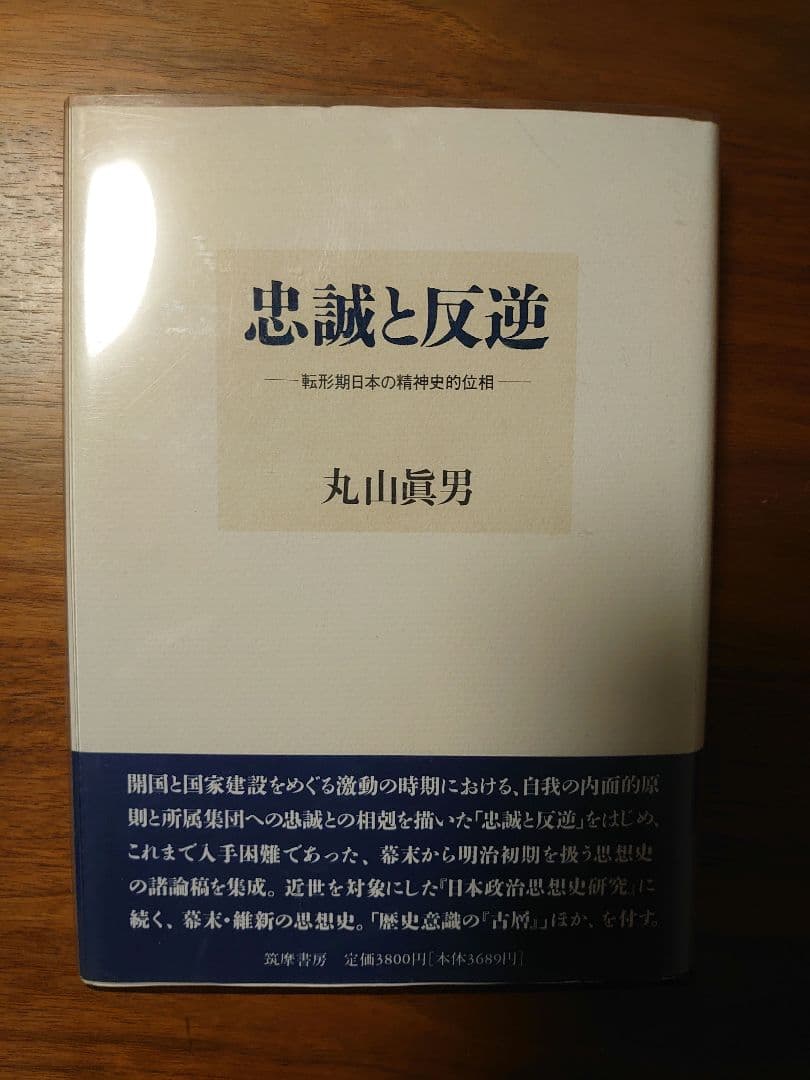 忠誠と反逆
──転形期日本の精神史的位相──
丸山眞男
開国と国家建設をめぐる激動の時期における、自我の内面的原
則と所属集団への忠誠との相剋を描いた「忠誠と反逆」をはじめ、
これまで入手困難であった、幕末から明治初期を扱う思想史
の諸論稿を集成。近世を対象にした『日本政治思想史研究』に
続く、幕末・維新の思想史。「歴史意識の『古層』」ほか、を付す。
筑摩書房 定価3800円[本体3689円]